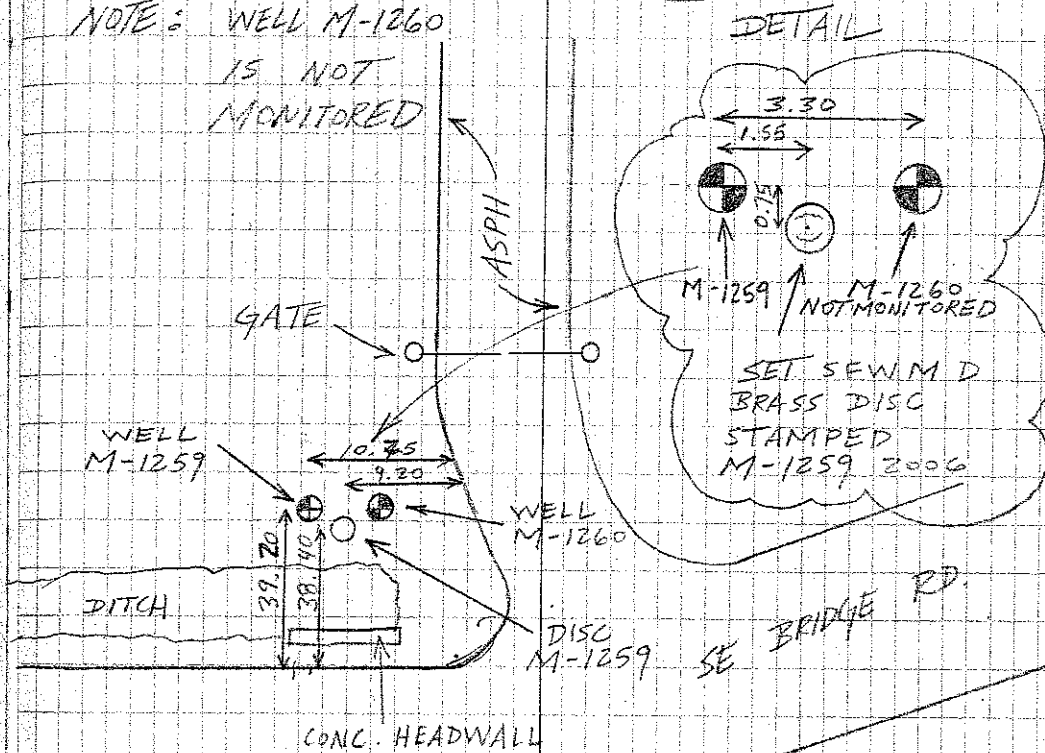 NOTE: WELL M-1260
IS NOT
MONITORED
DETAIL
3.30
1.55
0.75
M-1259
M-1260
NOT MONITORED
SET SFWMD
BRASS DISC
STAMPED
M-1259 2006
ASPH
GATE
WELL
M-1259
10.75
9.20
WELL
M-1260
39.20
38.40
DITCH
DISC
M-1259
SE BRIDGE RD.
CONC. HEADWALL